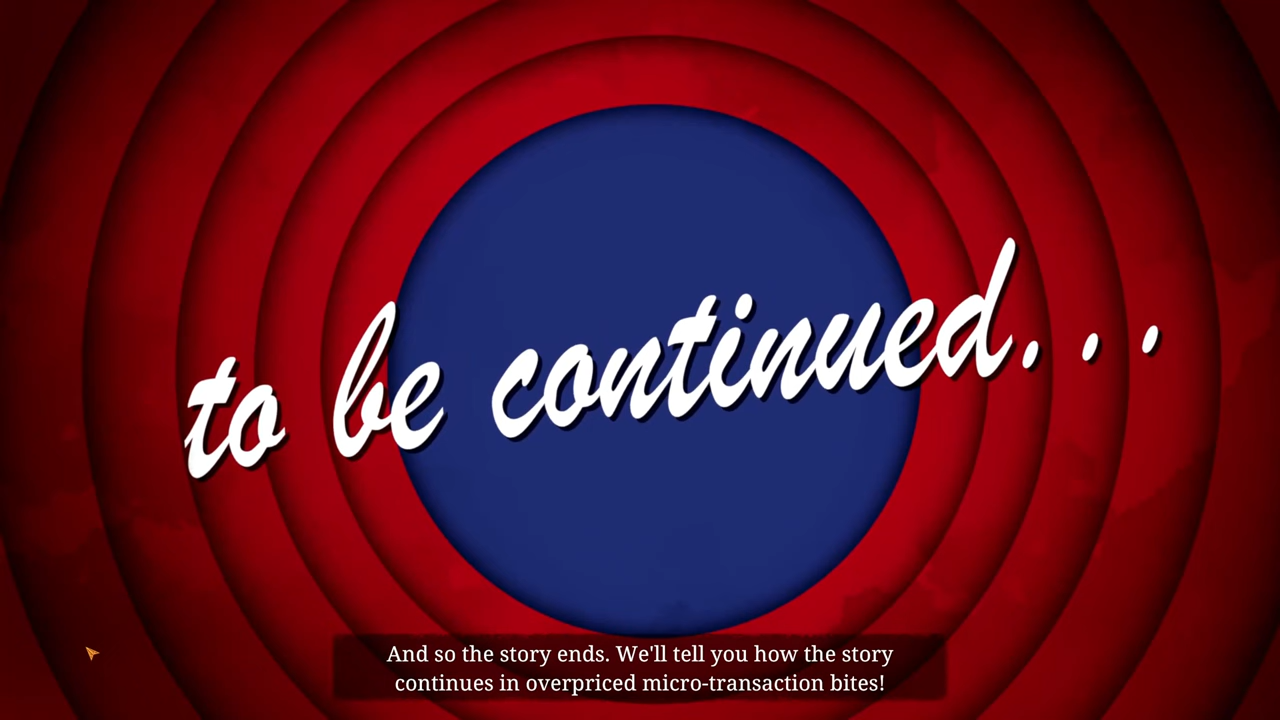 to be continued...
And so the story ends. We'll tell you how the story
continues in overpriced micro-transaction bites!